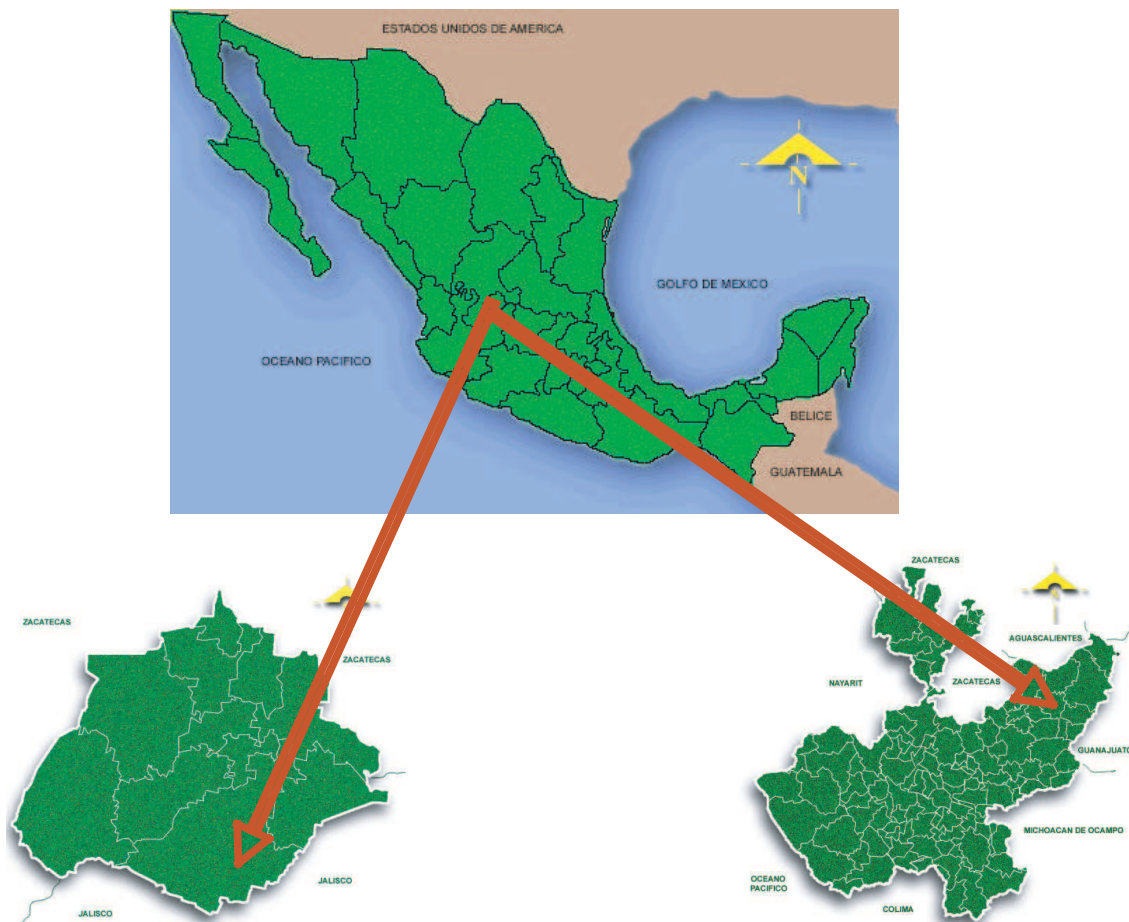 ESTADOS UNIDOS DE AMERICA
N
GOLFO DE MEXICO
OCEANO PACIFICO
BELICE
GUATEMALA
ZACATECAS
ZACATECAS
JALISCO
JALISCO
ZACATECAS
AGUASCALIENTES
NAYARIT
ZACATECAS
GUANAJUATO
MICHOACAN DE OCAMPO
OCEANO
PACIFICO
COLIMA